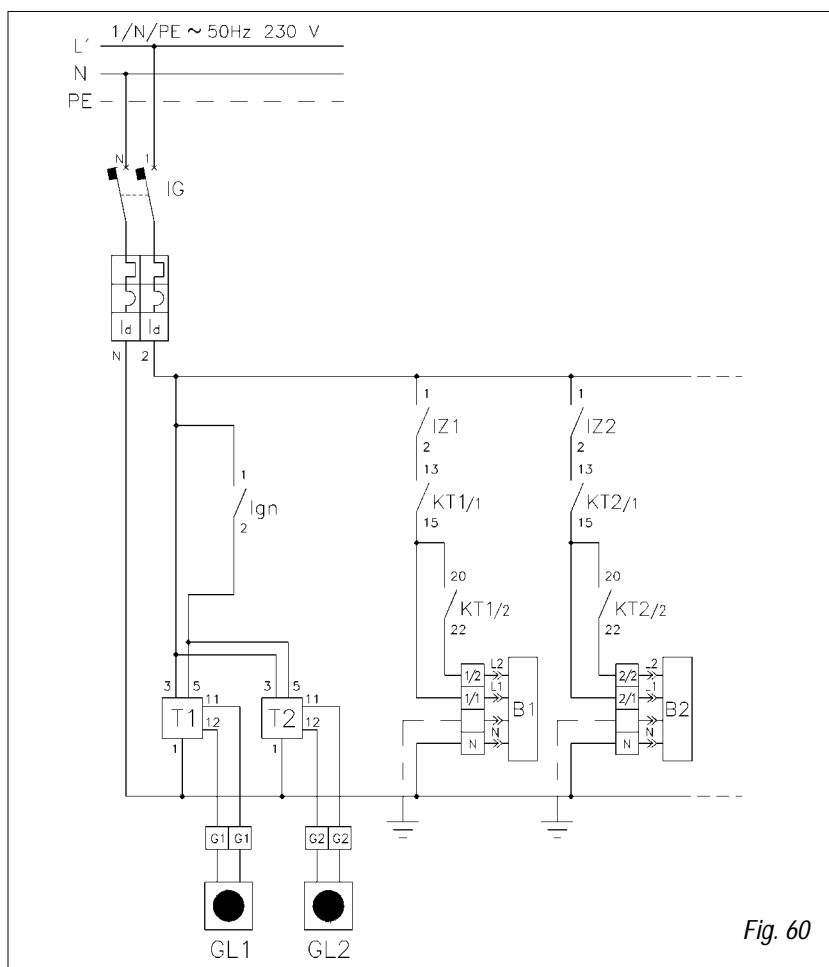 1/N/PE ~ 50Hz 230 V
L'
N
PE
N 1
IG
Id Id
N 2
1 1
IZ1 IZ2
2 2
1
Ign
2
13 13
KT1/1 KT2/1
15 15
20 20
KT1/2 KT2/2
22 22
1/2 L2 2/2 L2
1/1 L1 2/1 L1
B1 B2
N N N N
3 5 11 3 5 11
T1 12 T2 12
1 1
G1 G1 G2 G2
GL1 GL2
Fig. 60